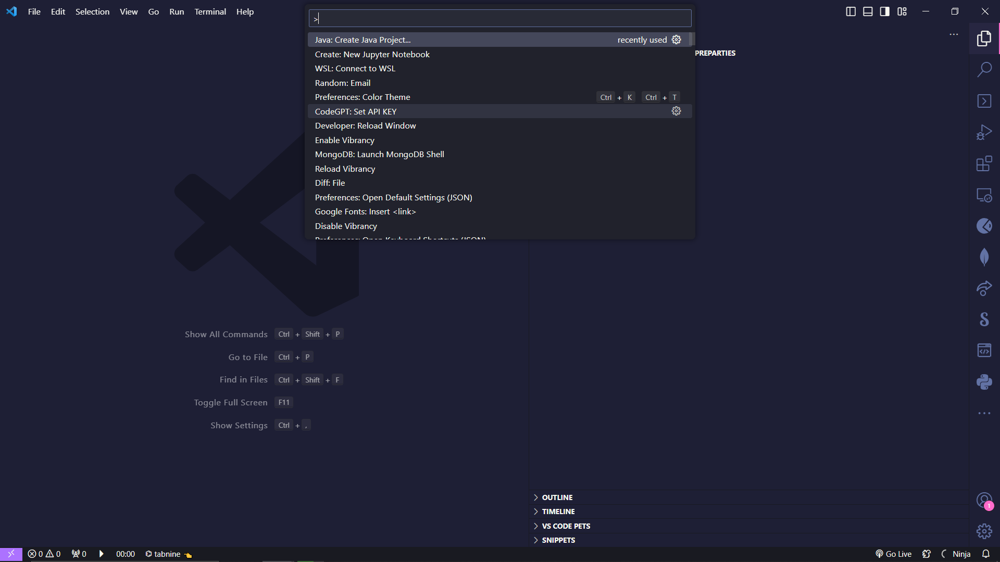 File Edit Selection View Go Run Terminal Help
>
Java: Create Java Project... recently used
Create: New Jupyter Notebook
WSL: Connect to WSL
Random: Email
Preferences: Color Theme Ctrl + K Ctrl + T
CodeGPT: Set API KEY
Developer: Reload Window
Enable Vibrancy
MongoDB: Launch MongoDB Shell
Reload Vibrancy
Diff: File
Preferences: Open Default Settings (JSON)
Google Fonts: Insert <link>
Disable Vibrancy
Preferences: Open Keyboard Shortcuts (JSON)
PREPARTIES
Show All Commands Ctrl + Shift + P
Go to File Ctrl + P
Find in Files Ctrl + Shift + F
Toggle Full Screen F11
Show Settings Ctrl + ,
OUTLINE
TIMELINE
VS CODE PETS
SNIPPETS
1
0 0 0 00:00 tabnine Go Live Ninja